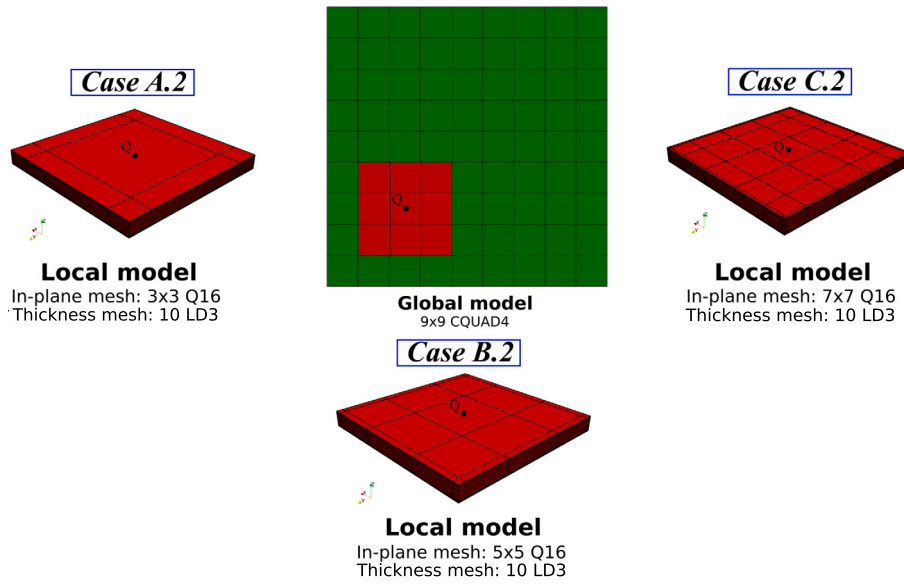 Case A.2
Q
Local model
In-plane mesh: 3x3 Q16
Thickness mesh: 10 LD3
Q
Global model
9x9 CQUAD4
Case C.2
Q
Local model
In-plane mesh: 7x7 Q16
Thickness mesh: 10 LD3
Case B.2
Q
Local model
In-plane mesh: 5x5 Q16
Thickness mesh: 10 LD3